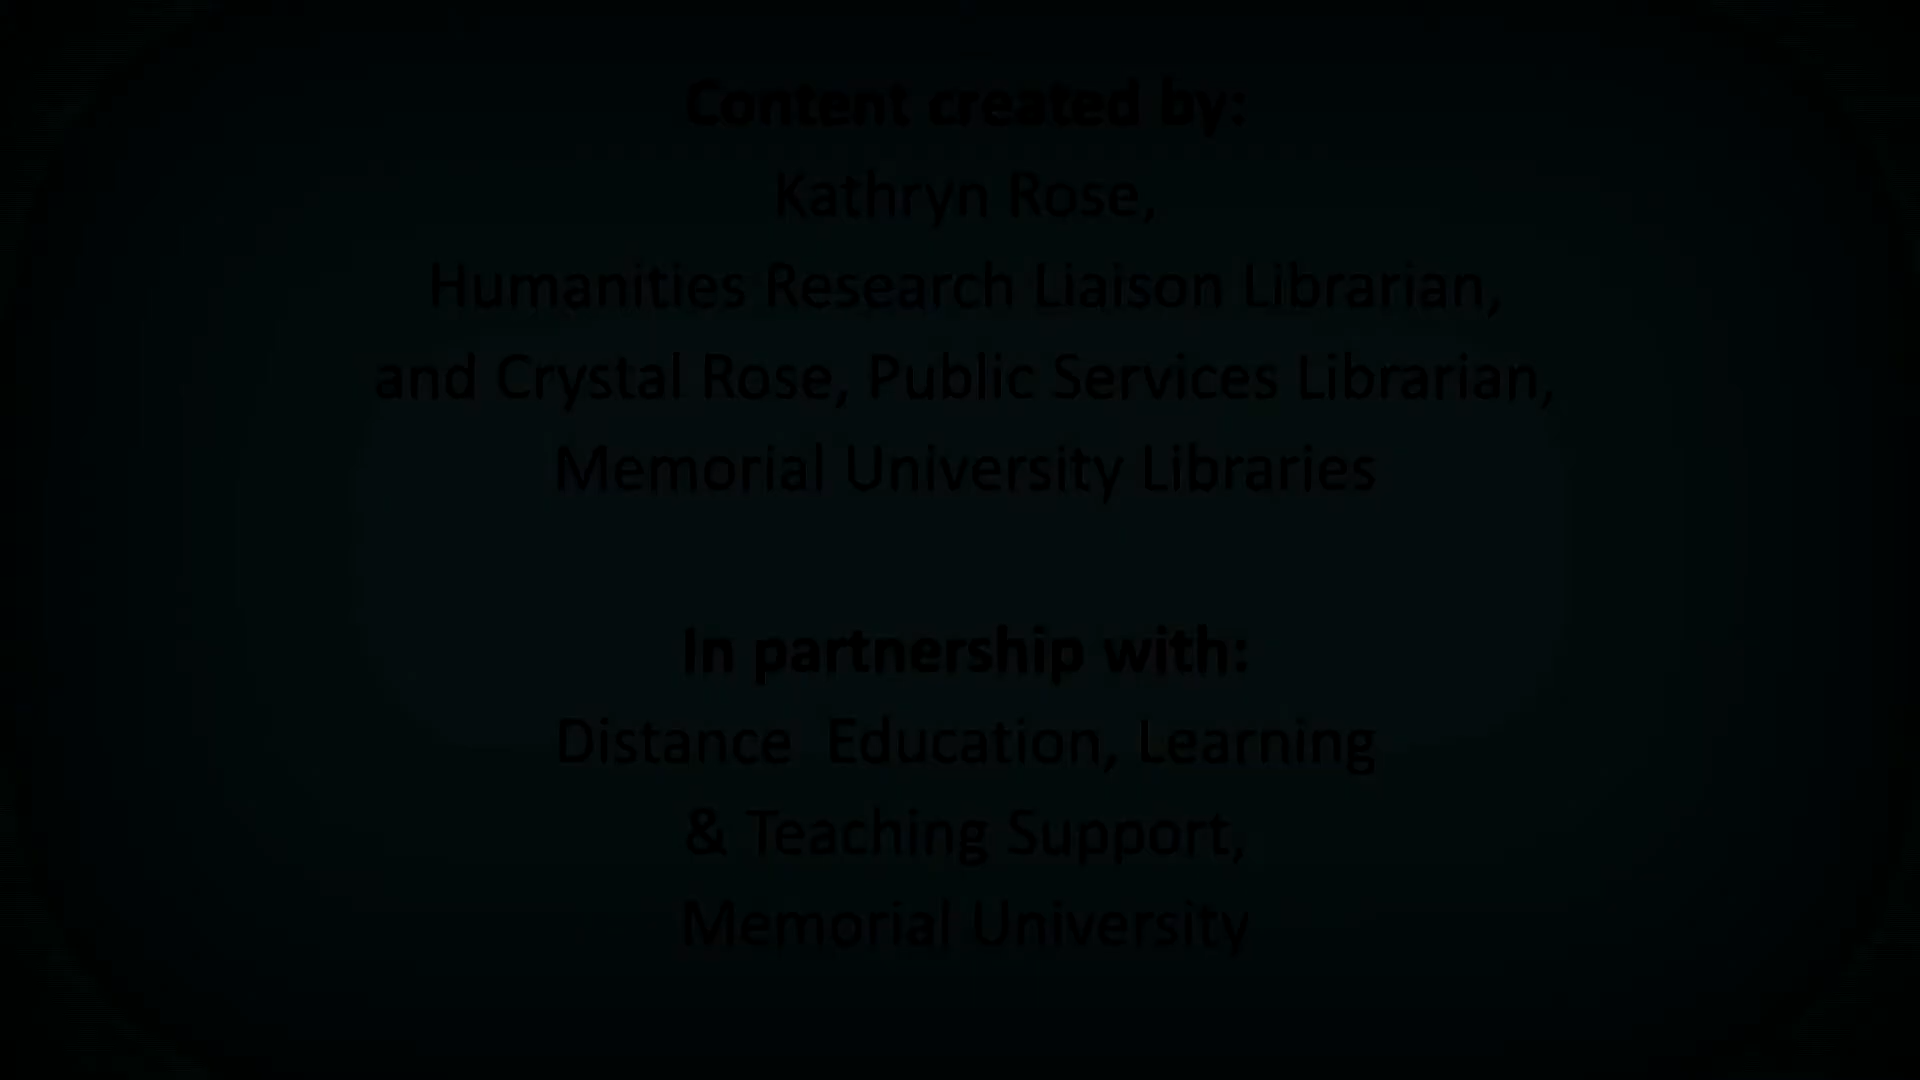 Content created by:
Kathryn Rose,
Humanities Research Liaison Librarian,
and Crystal Rose, Public Services Librarian,
Memorial University Libraries
In partnership with:
Distance Education, Learning
& Teaching Support,
Memorial University